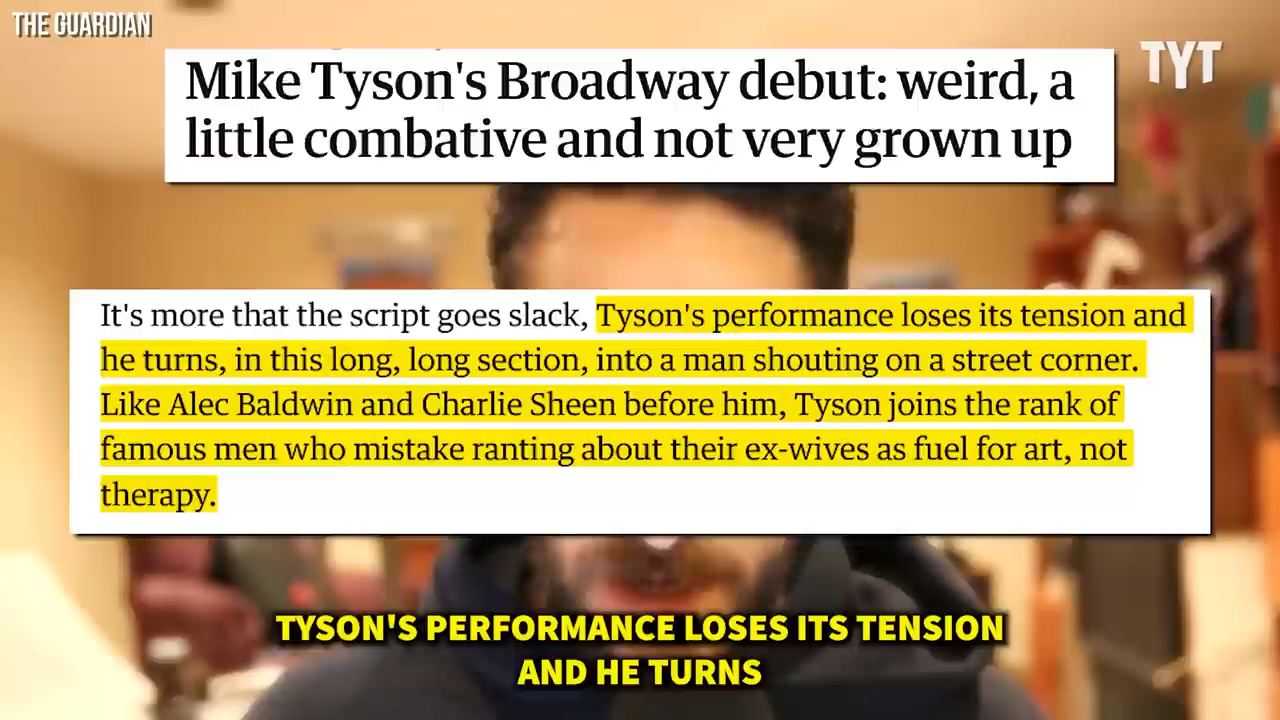 THE GUARDIAN
TYT
Mike Tyson's Broadway debut: weird, a
little combative and not very grown up
It's more that the script goes slack, Tyson's performance loses its tension and
he turns, in this long, long section, into a man shouting on a street corner.
Like Alec Baldwin and Charlie Sheen before him, Tyson joins the rank of
famous men who mistake ranting about their ex-wives as fuel for art, not
therapy.
TYSON'S PERFORMANCE LOSES ITS TENSION
AND HE TURNS